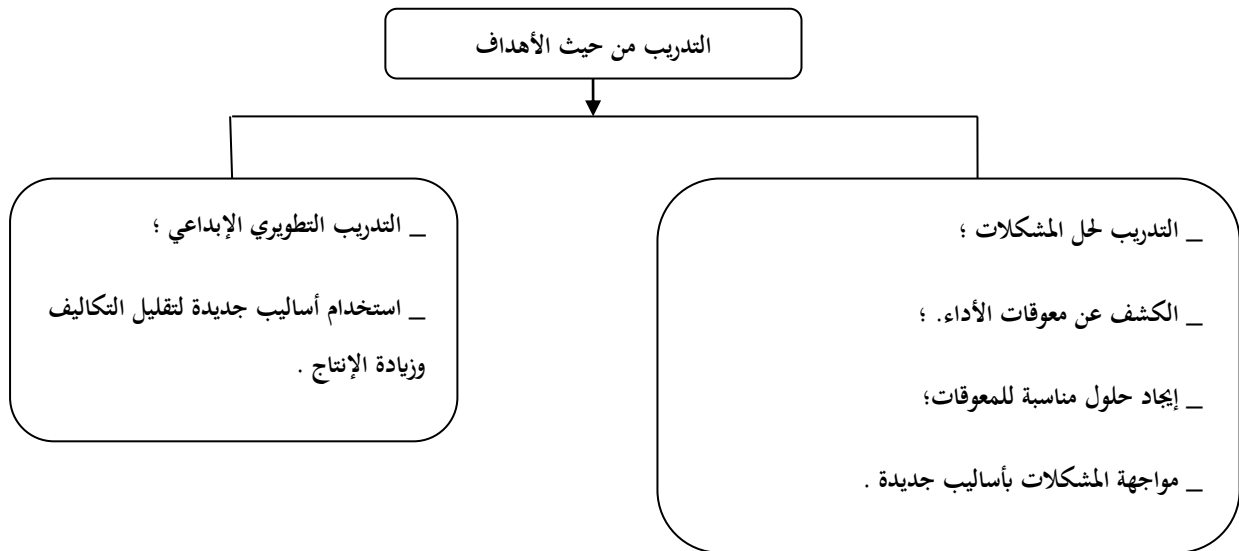 التدريب من حيث الأهداف
_ التدريب لحل المشكلات ؛
_ الكشف عن معوقات الأداء. ؛
_ إيجاد حلول مناسبة للمعوقات؛
_ مواجهة المشكلات بأساليب جديدة .
_ التدريب التطويري الإبداعي ؛
_ استخدام أساليب جديدة لتقليل التكاليف
وزيادة الإنتاج .